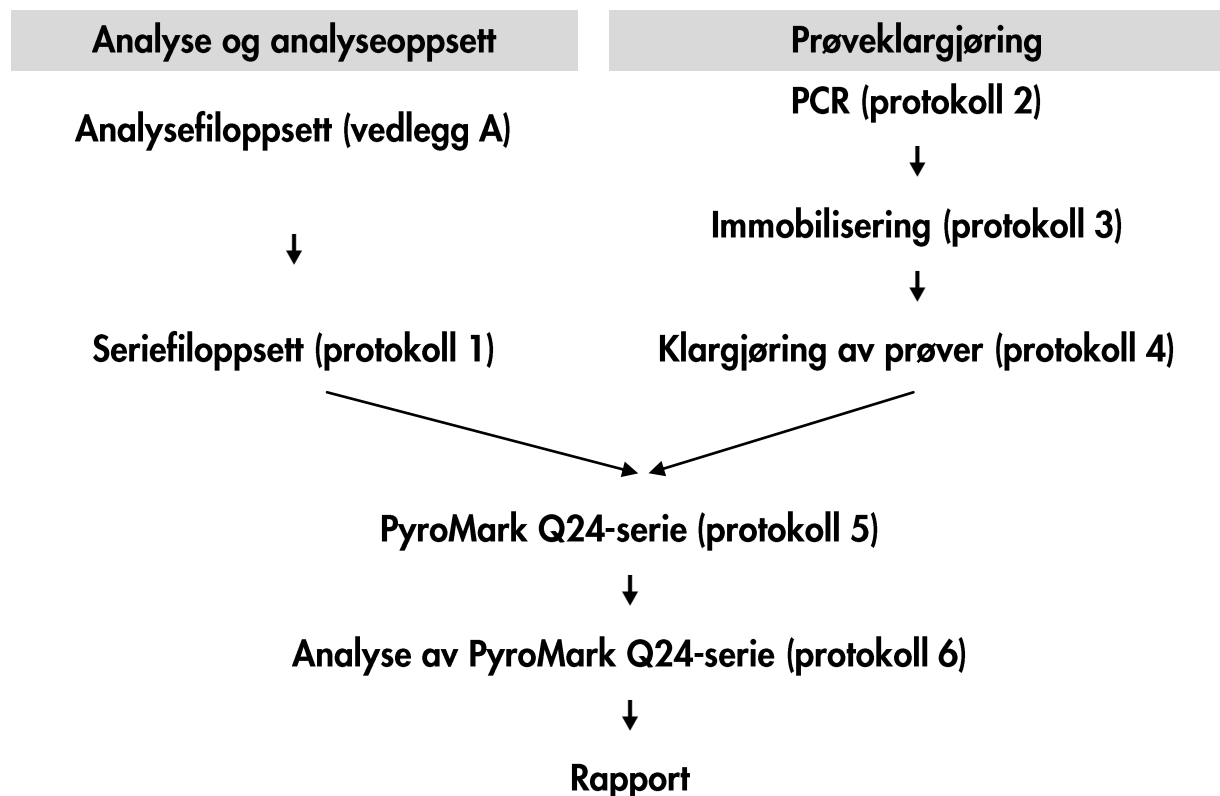 Analyse og analyseoppsett
Prøveklargjøring
Analysefiloppsett (vedlegg A)
PCR (protokoll 2)
Immobilisering (protokoll 3)
Seriefiloppsett (protokoll 1)
Klargjøring av prøver (protokoll 4)
PyroMark Q24-serie (protokoll 5)
Analyse av PyroMark Q24-serie (protokoll 6)
Rapport